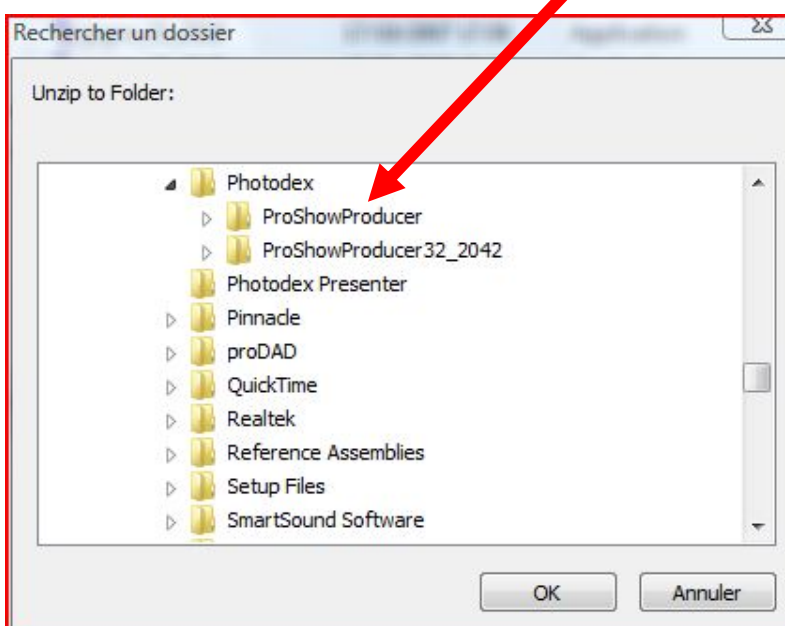 Rechercher un dossier
Unzip to Folder:
Photodex
ProShowProducer
ProShowProducer32_2042
Photodex Presenter
Pinnacle
proDAD
QuickTime
Realtek
Reference Assemblies
Setup Files
SmartSound Software
OK Annuler